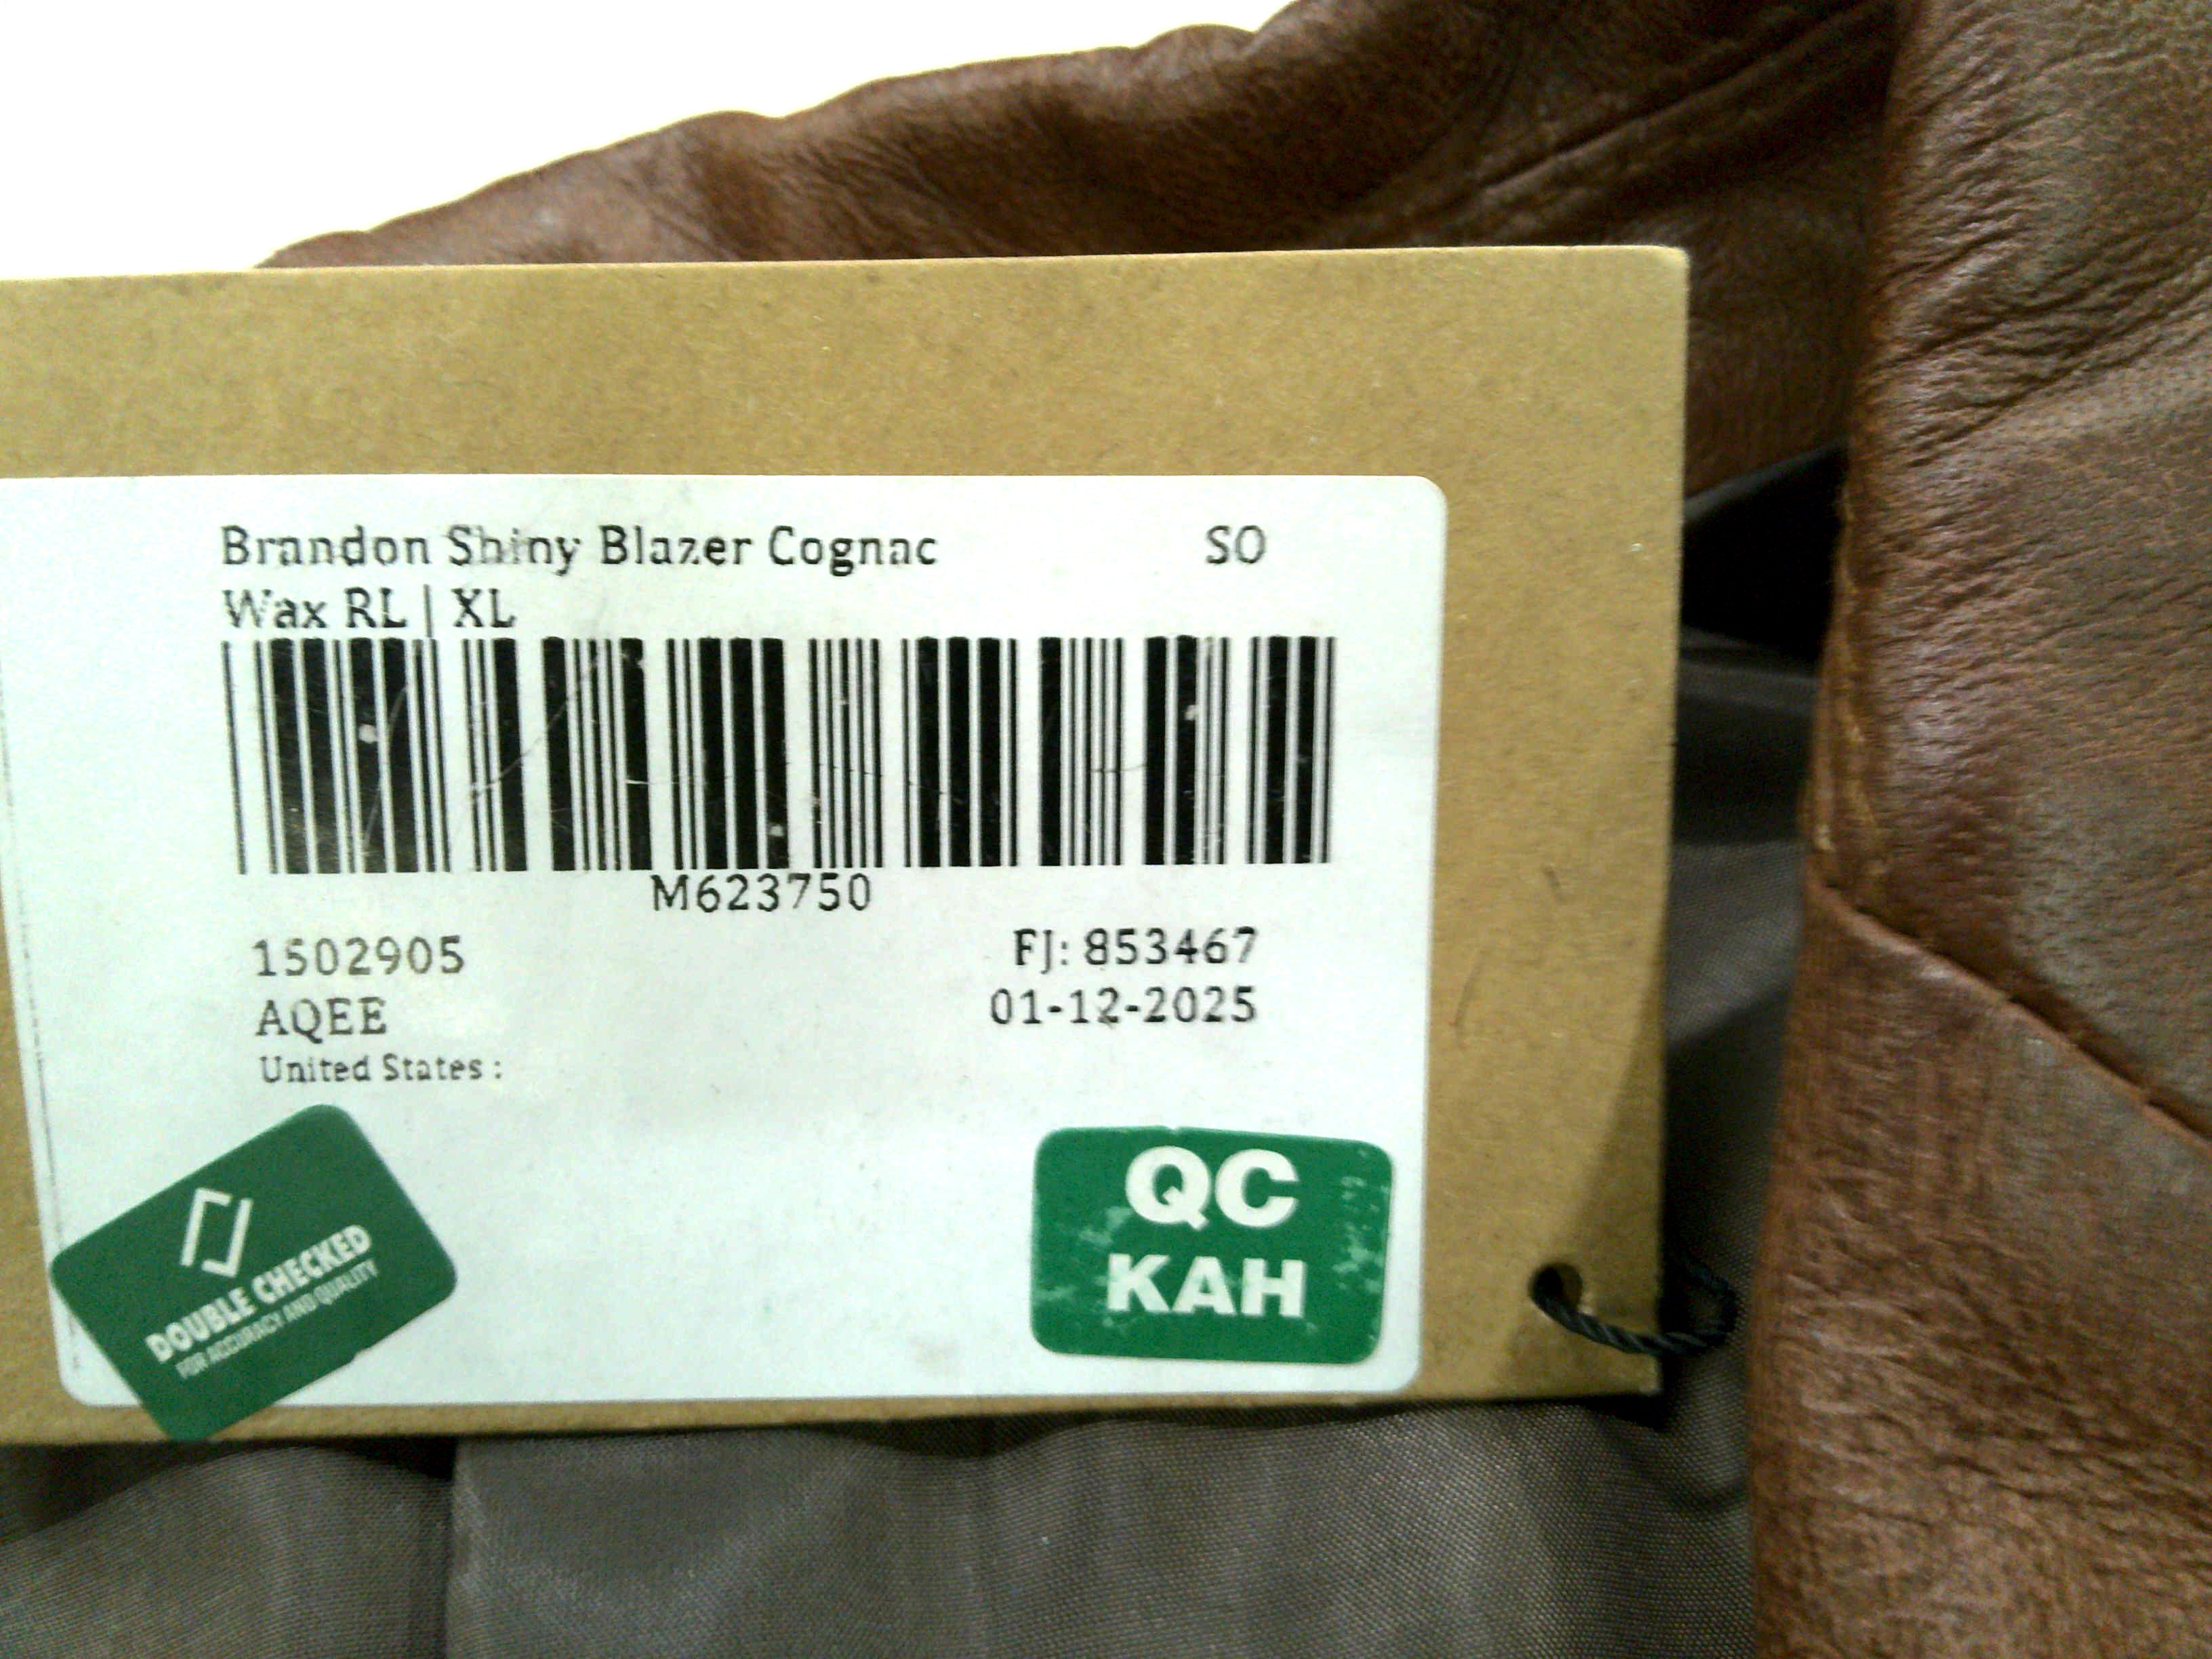 Brandon Shiny Blazer Cognac SO
Wax RL | XL
M623750
1502905 FJ: 853467
AQEE 01-12-2025
United States :
FJ
DOUBLE CHECKED
FOR ACCURACY AND QUALITY
QC
KAH